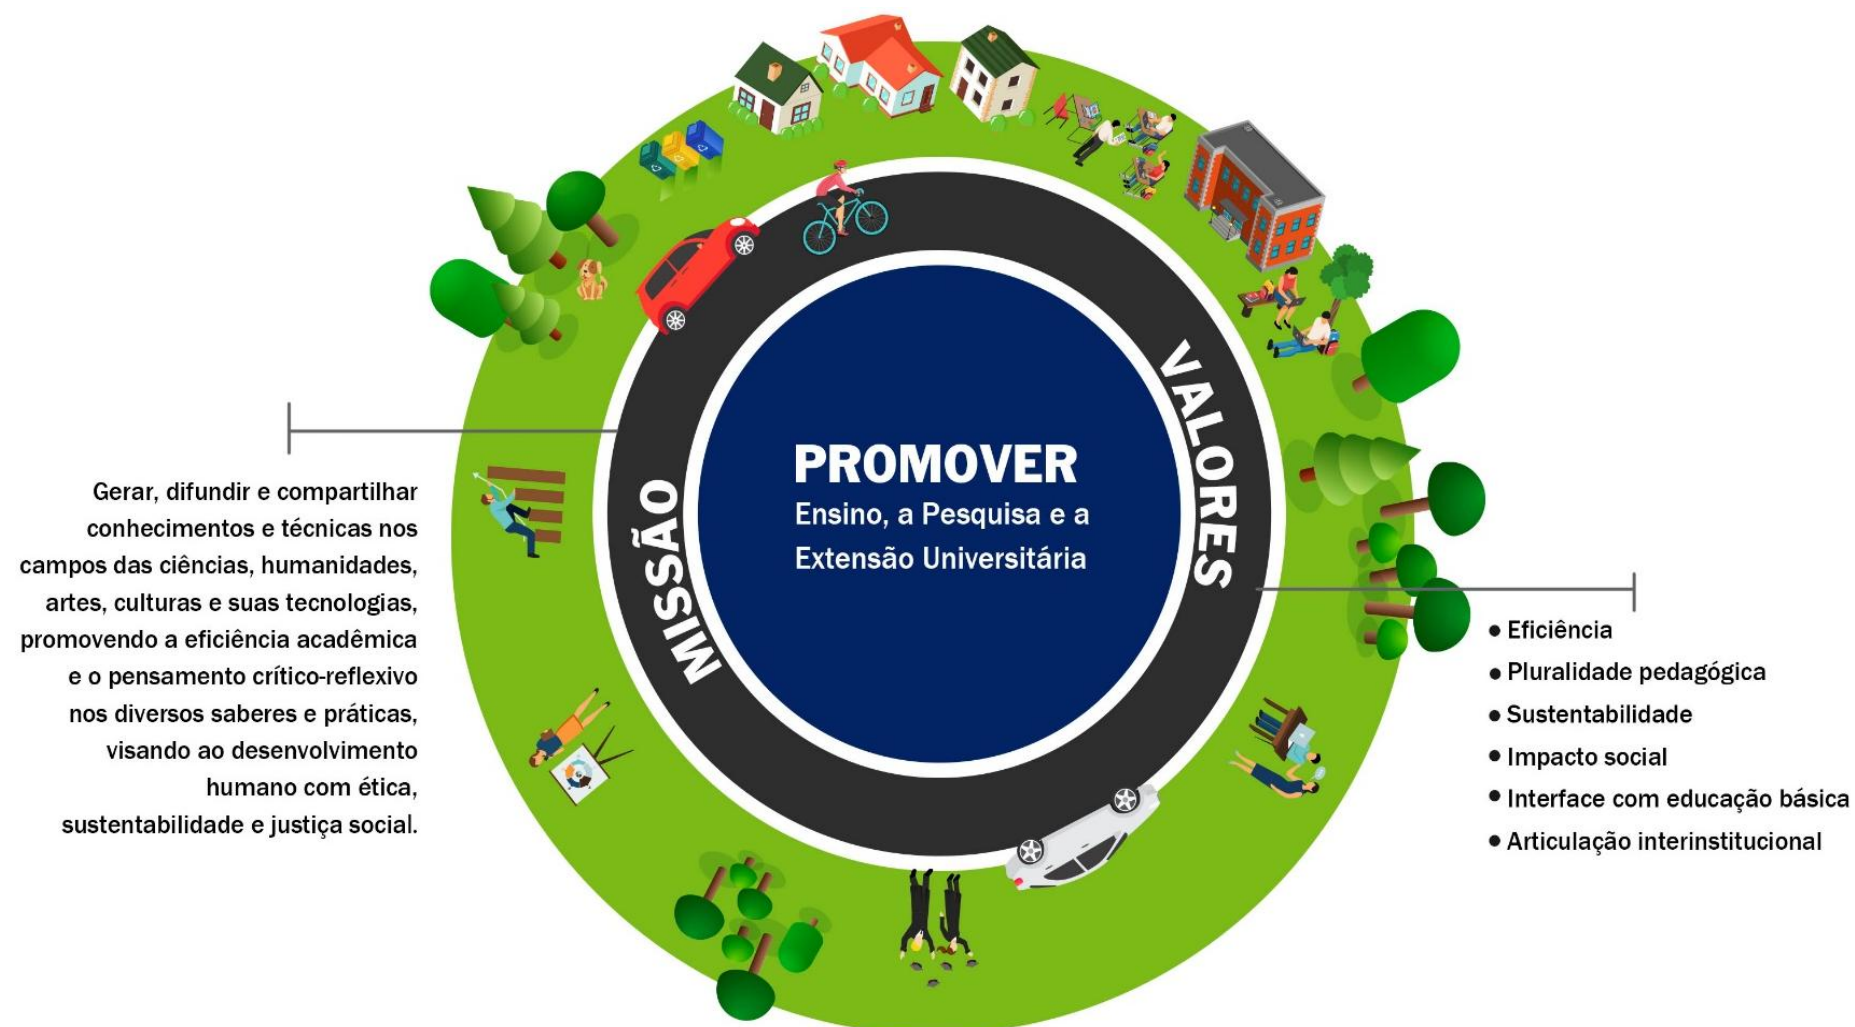 PROMOVER
Ensino, a Pesquisa e a
Extensão Universitária
MISSÃO
Gerar, difundir e compartilhar
conhecimentos e técnicas nos
campos das ciências, humanidades,
artes, culturas e suas tecnologias,
promovendo a eficiência acadêmica
e o pensamento crítico-reflexivo
nos diversos saberes e práticas,
visando ao desenvolvimento
humano com ética,
sustentabilidade e justiça social.
VALORES
• Eficiência
• Pluralidade pedagógica
• Sustentabilidade
• Impacto social
• Interface com educação básica
• Articulação interinstitucional